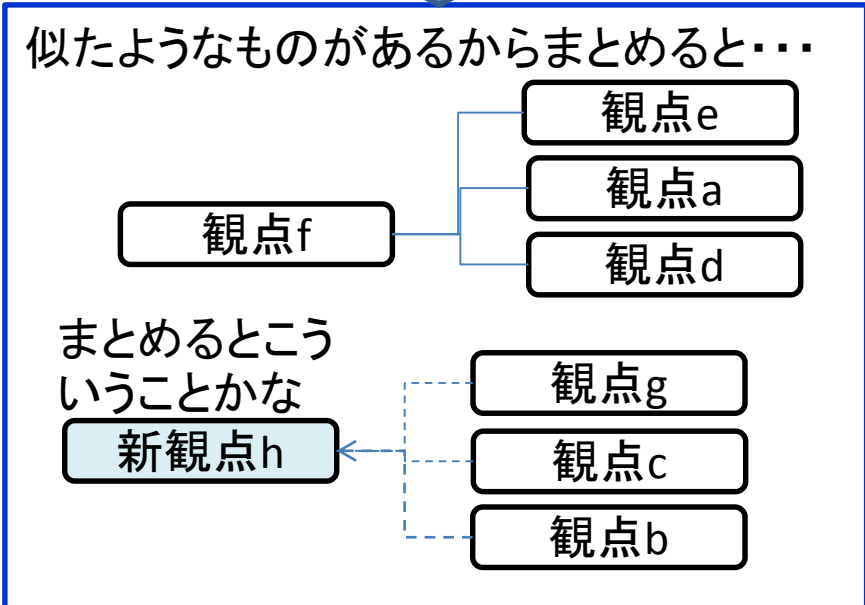 似たようなものがあるからまとめると・・・
観点e
観点a
観点f
観点d
まとめるとこう
いうことかな
観点g
新観点h
観点c
観点b